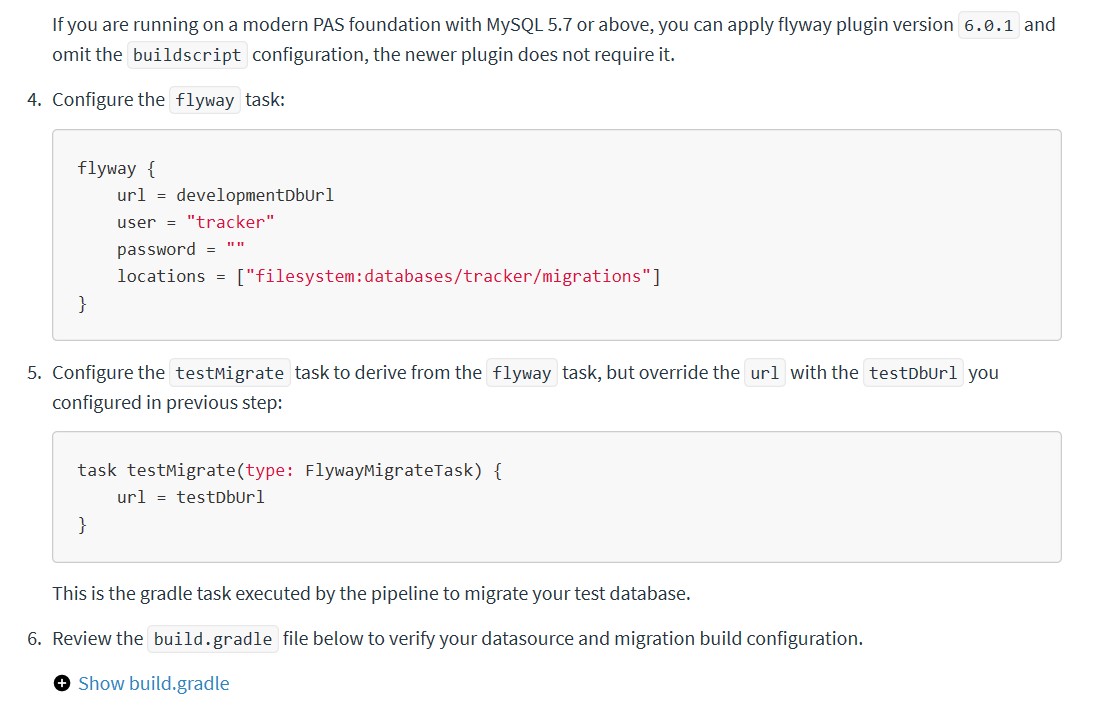 If you are running on a modern PAS foundation with MySQL 5.7 or above, you can apply flyway plugin version 6.0.1 and
omit the buildscript configuration, the newer plugin does not require it.
4. Configure the flyway task:
flyway {
    url = developmentDbUrl
    user = "tracker"
    password = ""
    locations = ["filesystem:databases/tracker/migrations"]
}
5. Configure the testMigrate task to derive from the flyway task, but override the url with the testDbUrl you
configured in previous step:
task testMigrate(type: FlywayMigrateTask) {
    url = testDbUrl
}
This is the gradle task executed by the pipeline to migrate your test database.
6. Review the build.gradle file below to verify your datasource and migration build configuration.
Show build.gradle